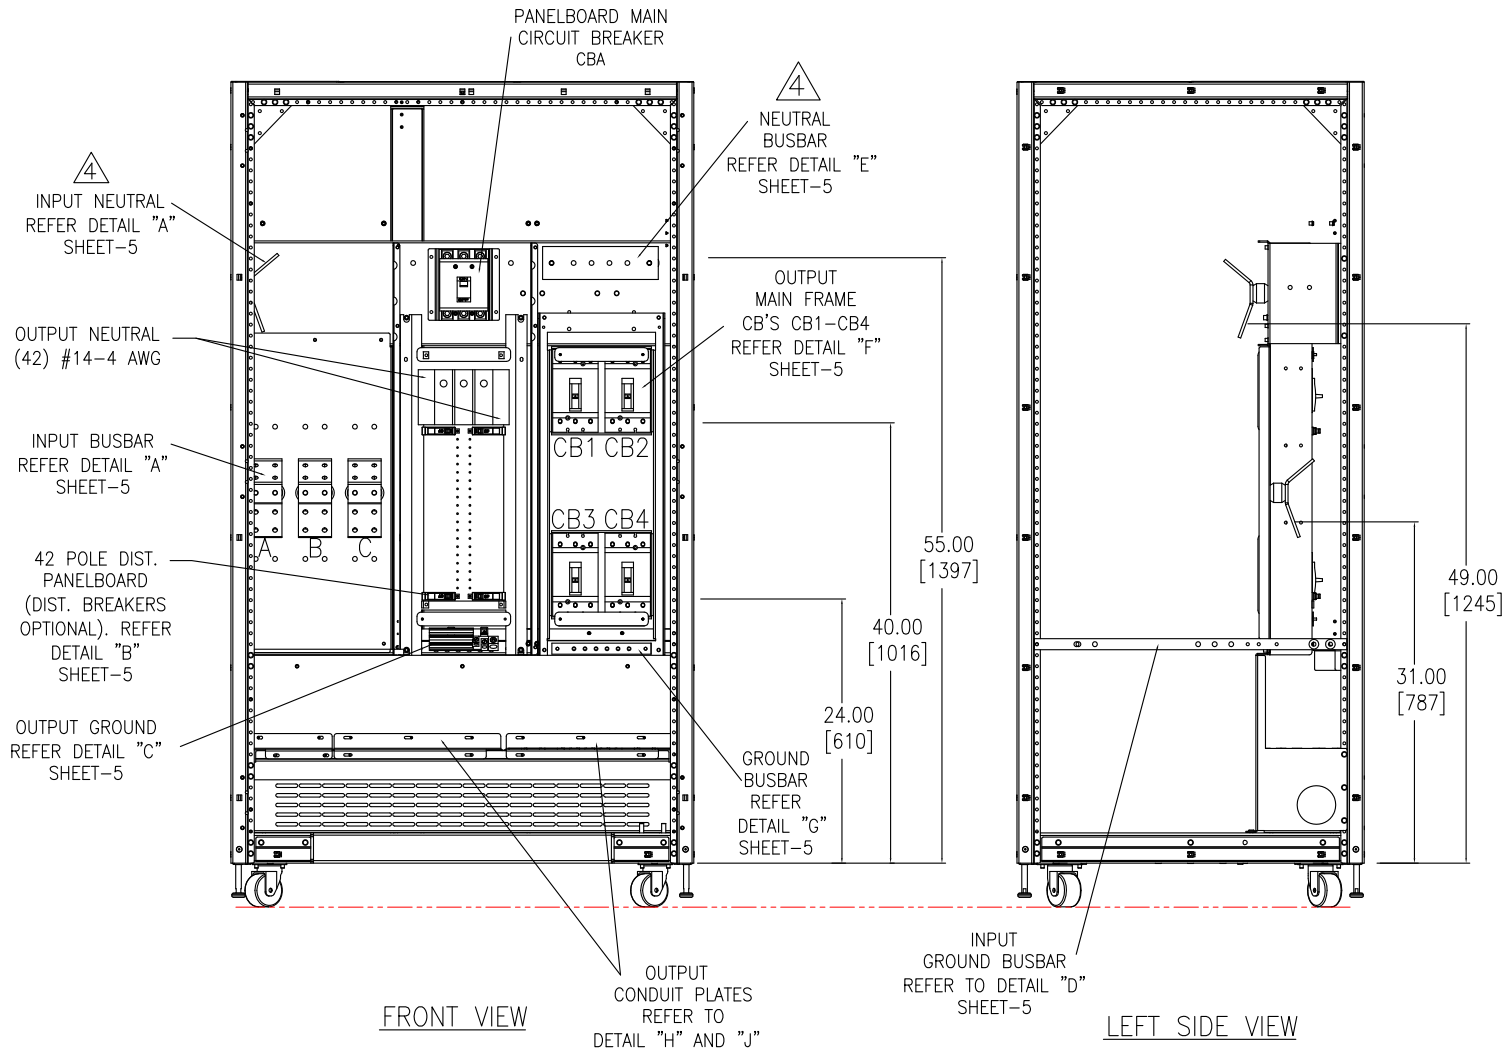 PANELBOARD MAIN
CIRCUIT BREAKER
CBA
4
NEUTRAL
BUSBAR
REFER DETAIL "E"
SHEET-5
4
INPUT NEUTRAL
REFER DETAIL "A"
SHEET-5
OUTPUT
MAIN FRAME
CB'S CB1-CB4
REFER DETAIL "F"
SHEET-5
OUTPUT NEUTRAL
(42) #14-4 AWG
INPUT BUSBAR
REFER DETAIL "A"
SHEET-5
CB1 CB2
CB3 CB4
A B C
42 POLE DIST.
PANELBOARD
(DIST. BREAKERS
OPTIONAL). REFER
DETAIL "B"
SHEET-5
55.00
[1397]
49.00
[1245]
40.00
[1016]
31.00
[787]
24.00
[610]
OUTPUT GROUND
REFER DETAIL "C"
SHEET-5
GROUND
BUSBAR
REFER
DETAIL "G"
SHEET-5
OUTPUT
CONDUIT PLATES
REFER TO
DETAIL "H" AND "J"
INPUT
GROUND BUSBAR
REFER TO DETAIL "D"
SHEET-5
FRONT VIEW
LEFT SIDE VIEW